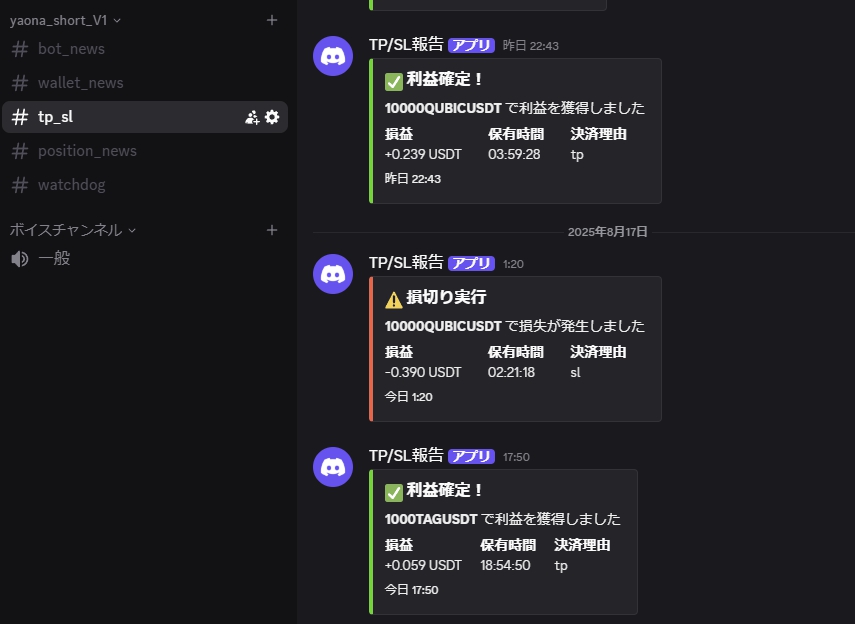 yaona_short_V1
bot_news
wallet_news
tp_sl
position_news
watchdog
ボイスチャンネル
一般
TP/SL報告 アプリ 昨日 22:43
利益確定！
10000QUBICUSDT で利益を獲得しました
損益 保有時間 決済理由
+0.239 USDT 03:59:28 tp
昨日 22:43
2025年8月17日
TP/SL報告 アプリ 1:20
損切り実行
10000QUBICUSDT で損失が発生しました
損益 保有時間 決済理由
-0.390 USDT 02:21:18 sl
今日 1:20
TP/SL報告 アプリ 17:50
利益確定！
1000TAGUSDT で利益を獲得しました
損益 保有時間 決済理由
+0.059 USDT 18:54:50 tp
今日 17:50